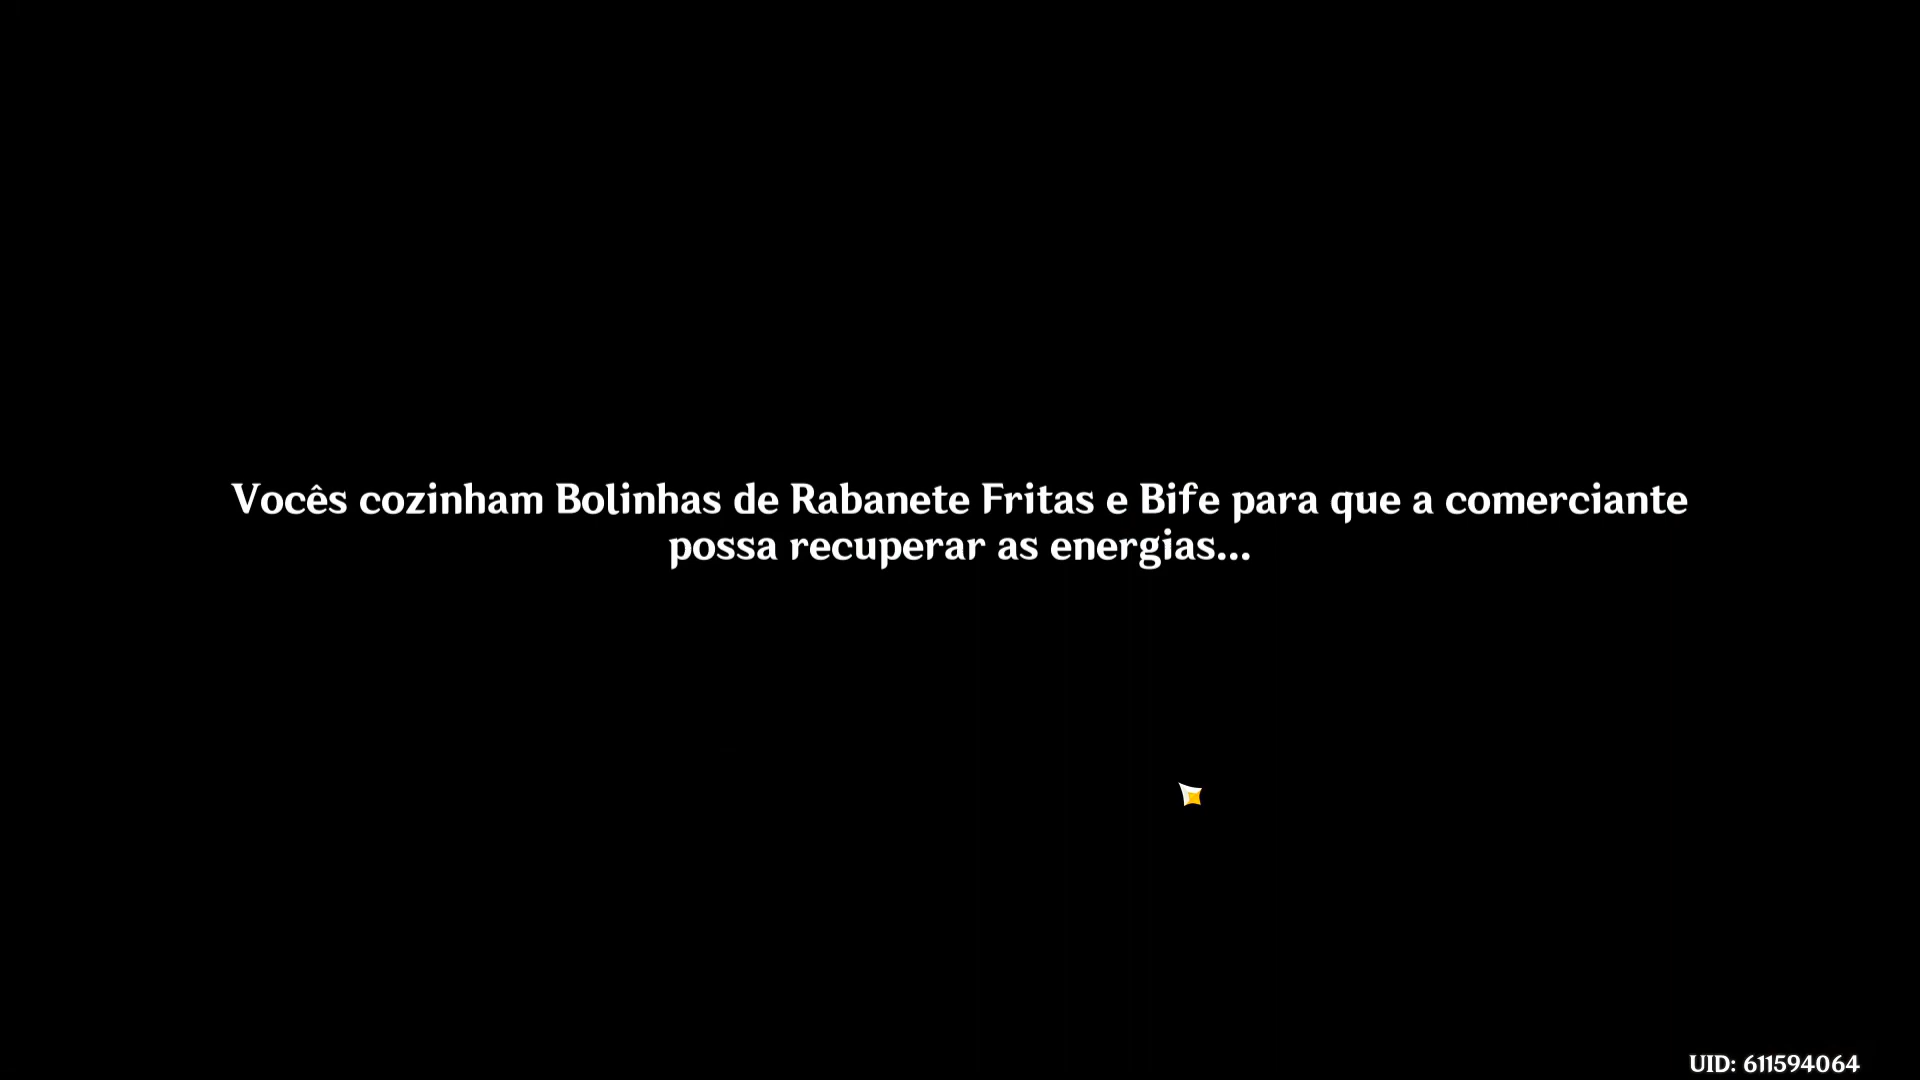 Vocês cozinham Bolinhas de Rabanete Fritas e Bife para que a comerciante
possa recuperar as energias...
UID: 611594064